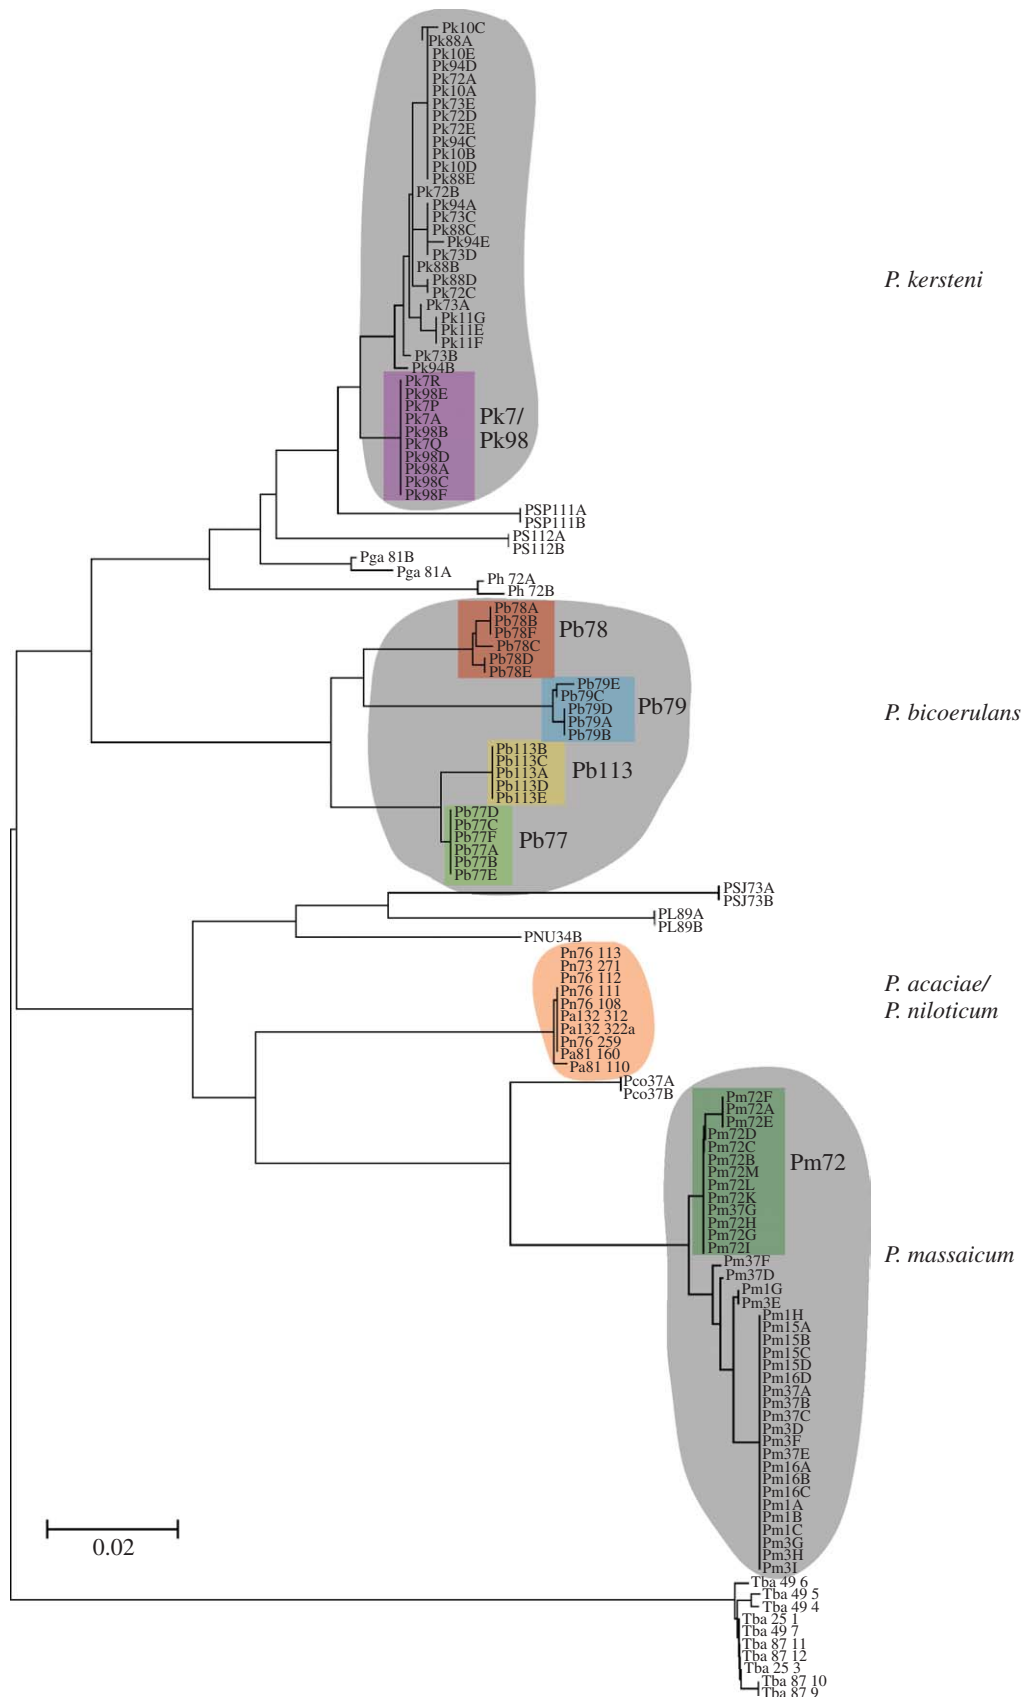 Pk10C
Pk88A
Pk10E
Pk94D
Pk72A
Pk10A
Pk73E
Pk72D
Pk72E
Pk94C
Pk10B
Pk10D
Pk88E
Pk72B
Pk94A
Pk73C
Pk88C
Pk94E
Pk73D
Pk88B
P. kersteni
Pk88D
Pk72C
Pk73A
Pk11G
Pk11E
Pk11F
Pk73B
Pk94B
Pk7R
Pk98E
Pk7P
Pk7A
Pk98B
Pk7Q
Pk98D
Pk98A
Pk98C
Pk98F
Pk7/
Pk98
PSP111A
PSP111B
PS112A
PS112B
Pga 81B
Pga 81A
Ph 72A
Ph 72B
Pb78A
Pb78B
Pb78F
Pb78C
Pb78D
Pb78E
Pb78
Pb79E
Pb79C
Pb79D
Pb79A
Pb79B
Pb79
P. bicoerulans
Pb113B
Pb113C
Pb113A
Pb113D
Pb113E
Pb113
Pb77D
Pb77C
Pb77F
Pb77A
Pb77B
Pb77E
Pb77
PSJ73A
PSJ73B
PL89A
PL89B
PNU34B
Pn76 113
Pn73 271
Pn76 112
Pn76 111
Pn76 108
Pa132 312
Pa132 322a
Pn76 259
Pa81 160
Pa81 110
P. acaciae/
P. niloticum
Pco37A
Pco37B
Pm72F
Pm72A
Pm72E
Pm72D
Pm72C
Pm72B
Pm72M
Pm72L
Pm72K
Pm37G
Pm72H
Pm72G
Pm72I
Pm72
P. massaicum
Pm37F
Pm37D
Pm1G
Pm3E
Pm1H
Pm15A
Pm15B
Pm15C
Pm15D
Pm16D
Pm37A
Pm37B
Pm37C
Pm3D
Pm3F
Pm37E
Pm16A
Pm16B
Pm16C
Pm1A
Pm1B
Pm1C
Pm3G
Pm3H
Pm3I
0.02
Tba 49 6
Tba 49 5
Tba 49 4
Tba 25 1
Tba 49 7
Tba 87 11
Tba 87 12
Tba 25 3
Tba 87 10
Tba 87 9